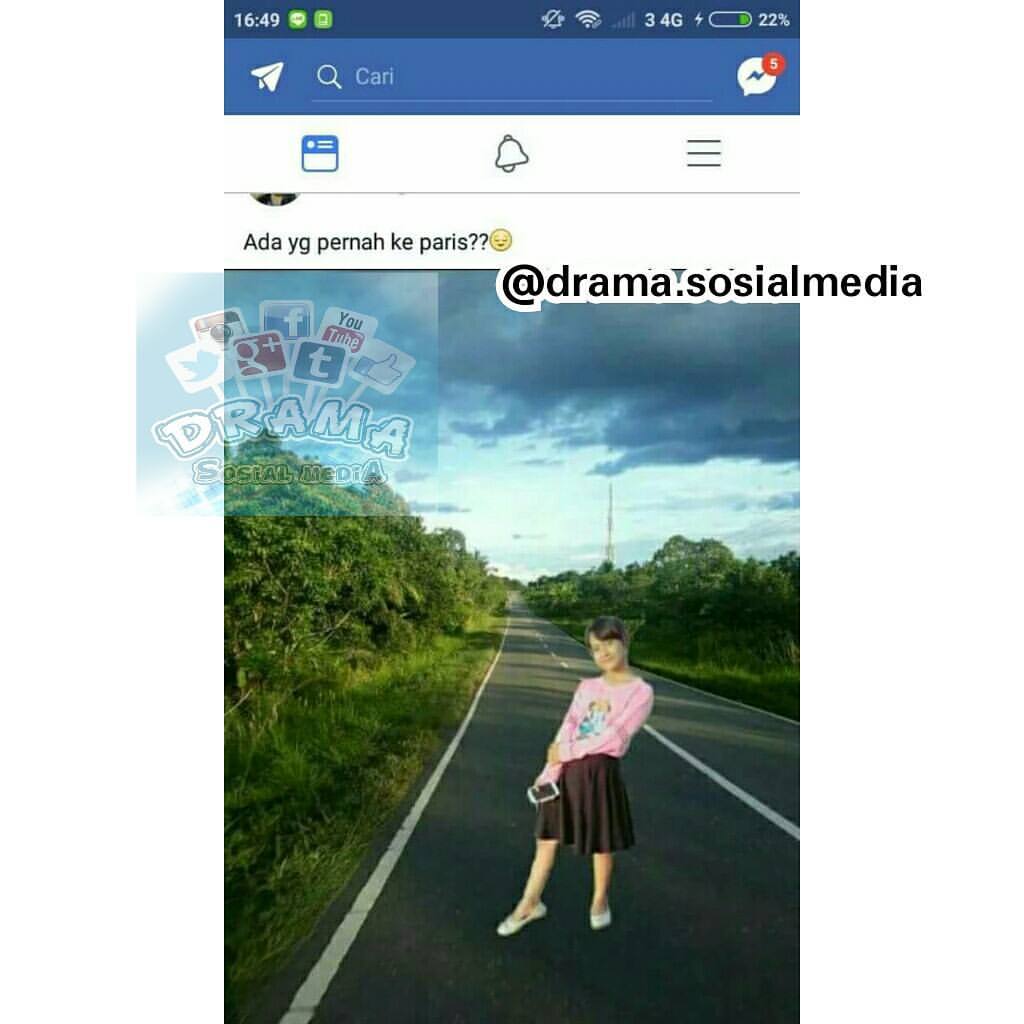 16:49
3 4G
22%
Cari
5
Ada yg pernah ke paris??😔
@drama.sosialmedia
You
Tube
g+
f
t
DRAMA
SOSIAL MEDIA